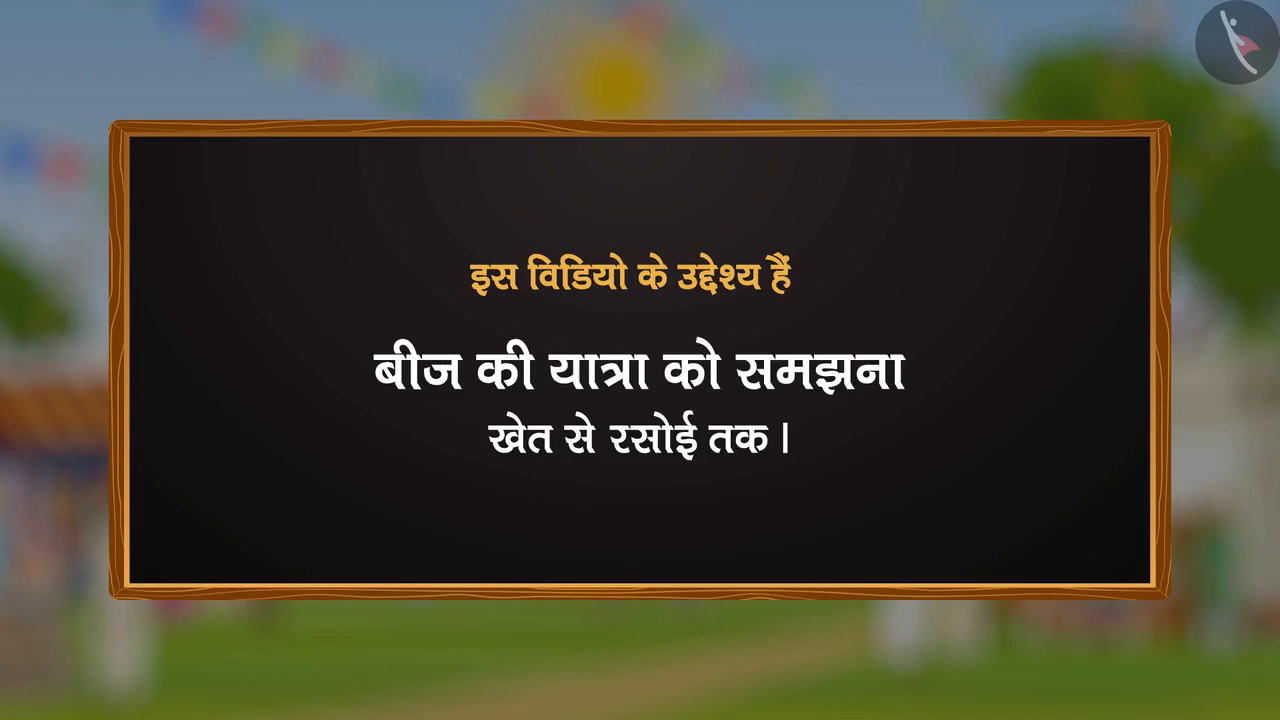 इस विडियो के उद्देश्य हैं
बीज की यात्रा को समझना
खेत से रसोई तक।